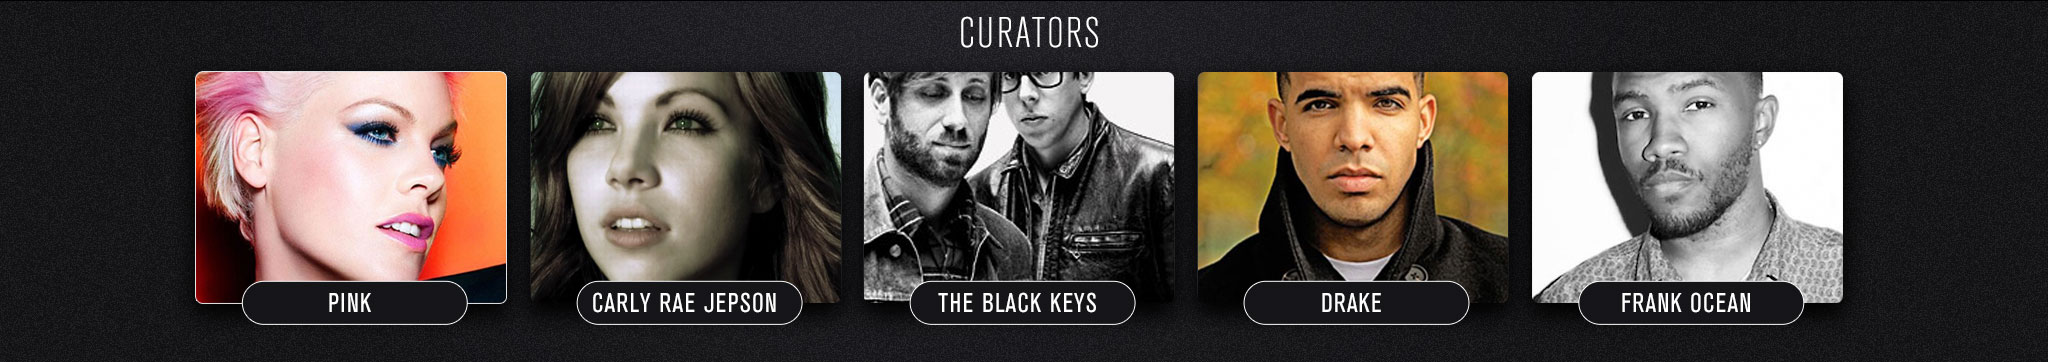 CURATORS
PINK
CARLY RAE JEPSON
THE BLACK KEYS
DRAKE
FRANK OCEAN